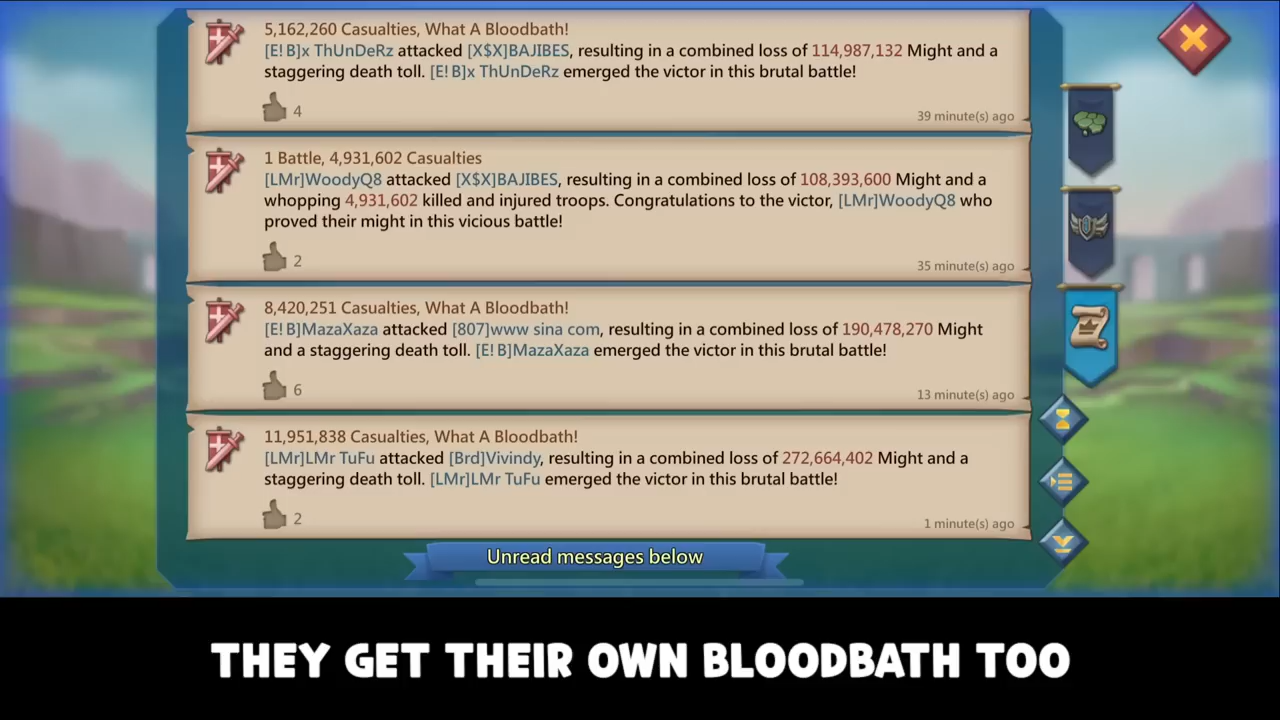 5,162,260 Casualties, What A Bloodbath!
[E! B]x ThUnDeRz attacked [X$X]BAJIBES, resulting in a combined loss of 114,987,132 Might and a
staggering death toll. [E! B]x ThUnDeRz emerged the victor in this brutal battle!
4
39 minute(s) ago
1 Battle, 4,931,602 Casualties
[LMr]WoodyQ8 attacked [X$X]BAJIBES, resulting in a combined loss of 108,393,600 Might and a
whopping 4,931,602 killed and injured troops. Congratulations to the victor, [LMr]WoodyQ8 who
proved their might in this vicious battle!
2
35 minute(s) ago
8,420,251 Casualties, What A Bloodbath!
[E! B]MazaXaza attacked [807]www sina com, resulting in a combined loss of 190,478,270 Might
and a staggering death toll. [E! B]MazaXaza emerged the victor in this brutal battle!
6
13 minute(s) ago
11,951,838 Casualties, What A Bloodbath!
[LMr]LMr TuFu attacked [Brd]Vivindy, resulting in a combined loss of 272,664,402 Might and a
staggering death toll. [LMr]LMr TuFu emerged the victor in this brutal battle!
2
1 minute(s) ago
Unread messages below
THEY GET THEIR OWN BLOODBATH TOO